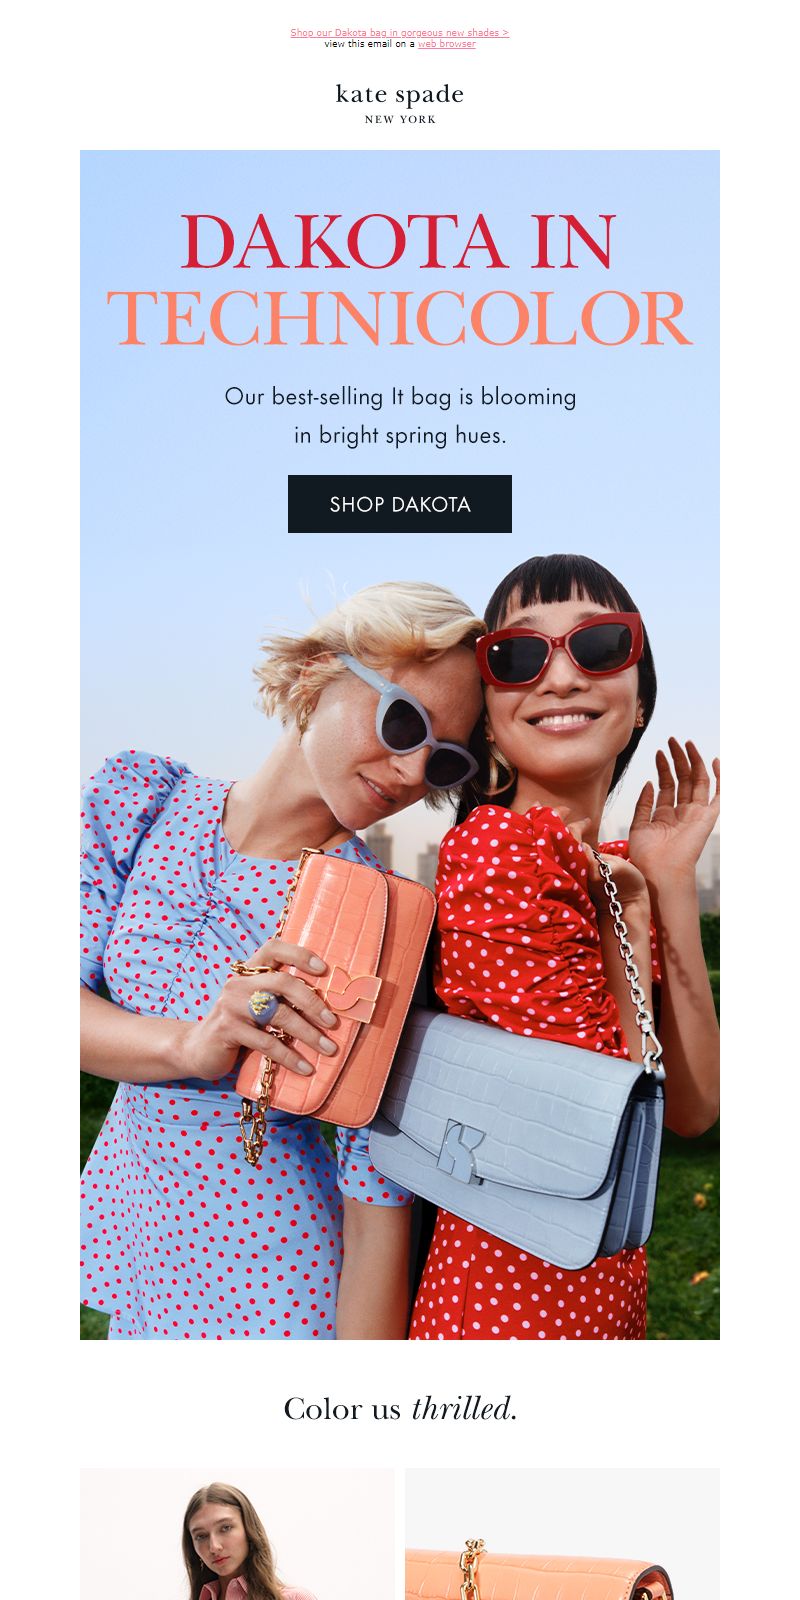 Shop our Dakota bag in gorgeous new shades >
view this email on a web browser
kate spade
NEW YORK
DAKOTA IN
TECHNICOLOR
Our best-selling It bag is blooming
in bright spring hues.
SHOP DAKOTA
Color us thrilled.